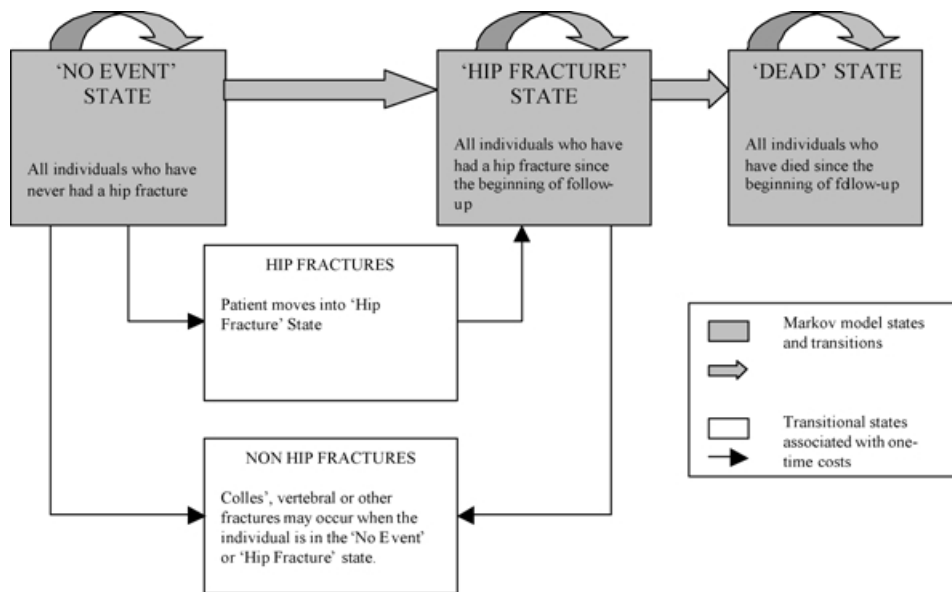 ‘NO EVENT’
STATE
All individuals who have
never had a hip fracture
‘HIP FRACTURE’
STATE
All individuals who have
had a hip fracture since
the beginning of follow-
up
‘DEAD’ STATE
All individuals who
have died since the
beginning of follow-up
HIP FRACTURES
Patient moves into ‘Hip
Fracture’ State
NON HIP FRACTURES
Colles’, vertebral or other
fractures may occur when the
individual is in the ‘No Event’
or ‘Hip Fracture’ state.
Markov model states
and transitions
Transitional states
associated with one-
time costs